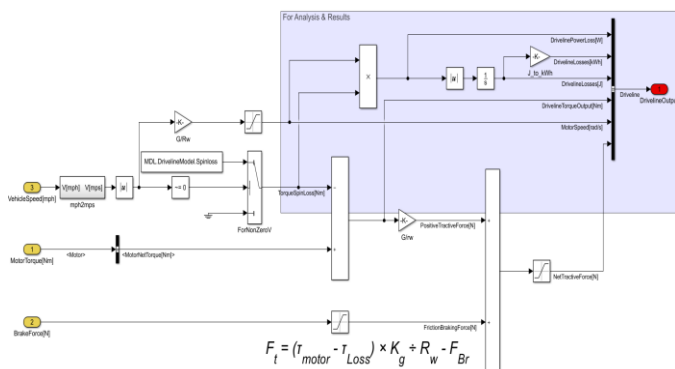 For Analysis & Results
DrivelinePowerLoss[W]
-K-
DrivelineLosses[kWh]
J_to_kWh
×
|u|
1
s
DrivelineLosses[J]
Driveline
DrivelineOutput
DrivelineTorqueOutput[Nm]
-K-
G/Rw
MotorSpeed[rad/s]
MDL.DrivelineModel.Spinloss
3
VehicleSpeed[mph]
V[mph] V[mps]
mph2mps
|u|
~= 0
ForNonZeroV
TorqueSpinLoss[Nm]
-
+
-K-
G/rw
PositiveTractiveForce[N]
1
MotorTorque[Nm]
<Motor>
<MotorNetTorque[Nm]>
NetTractiveForce[N]
2
BrakeForce[N]
FrictionBrakingForce[N]
F_t = (τ_motor - τ_Loss) × K_g ÷ R_w - F_Br